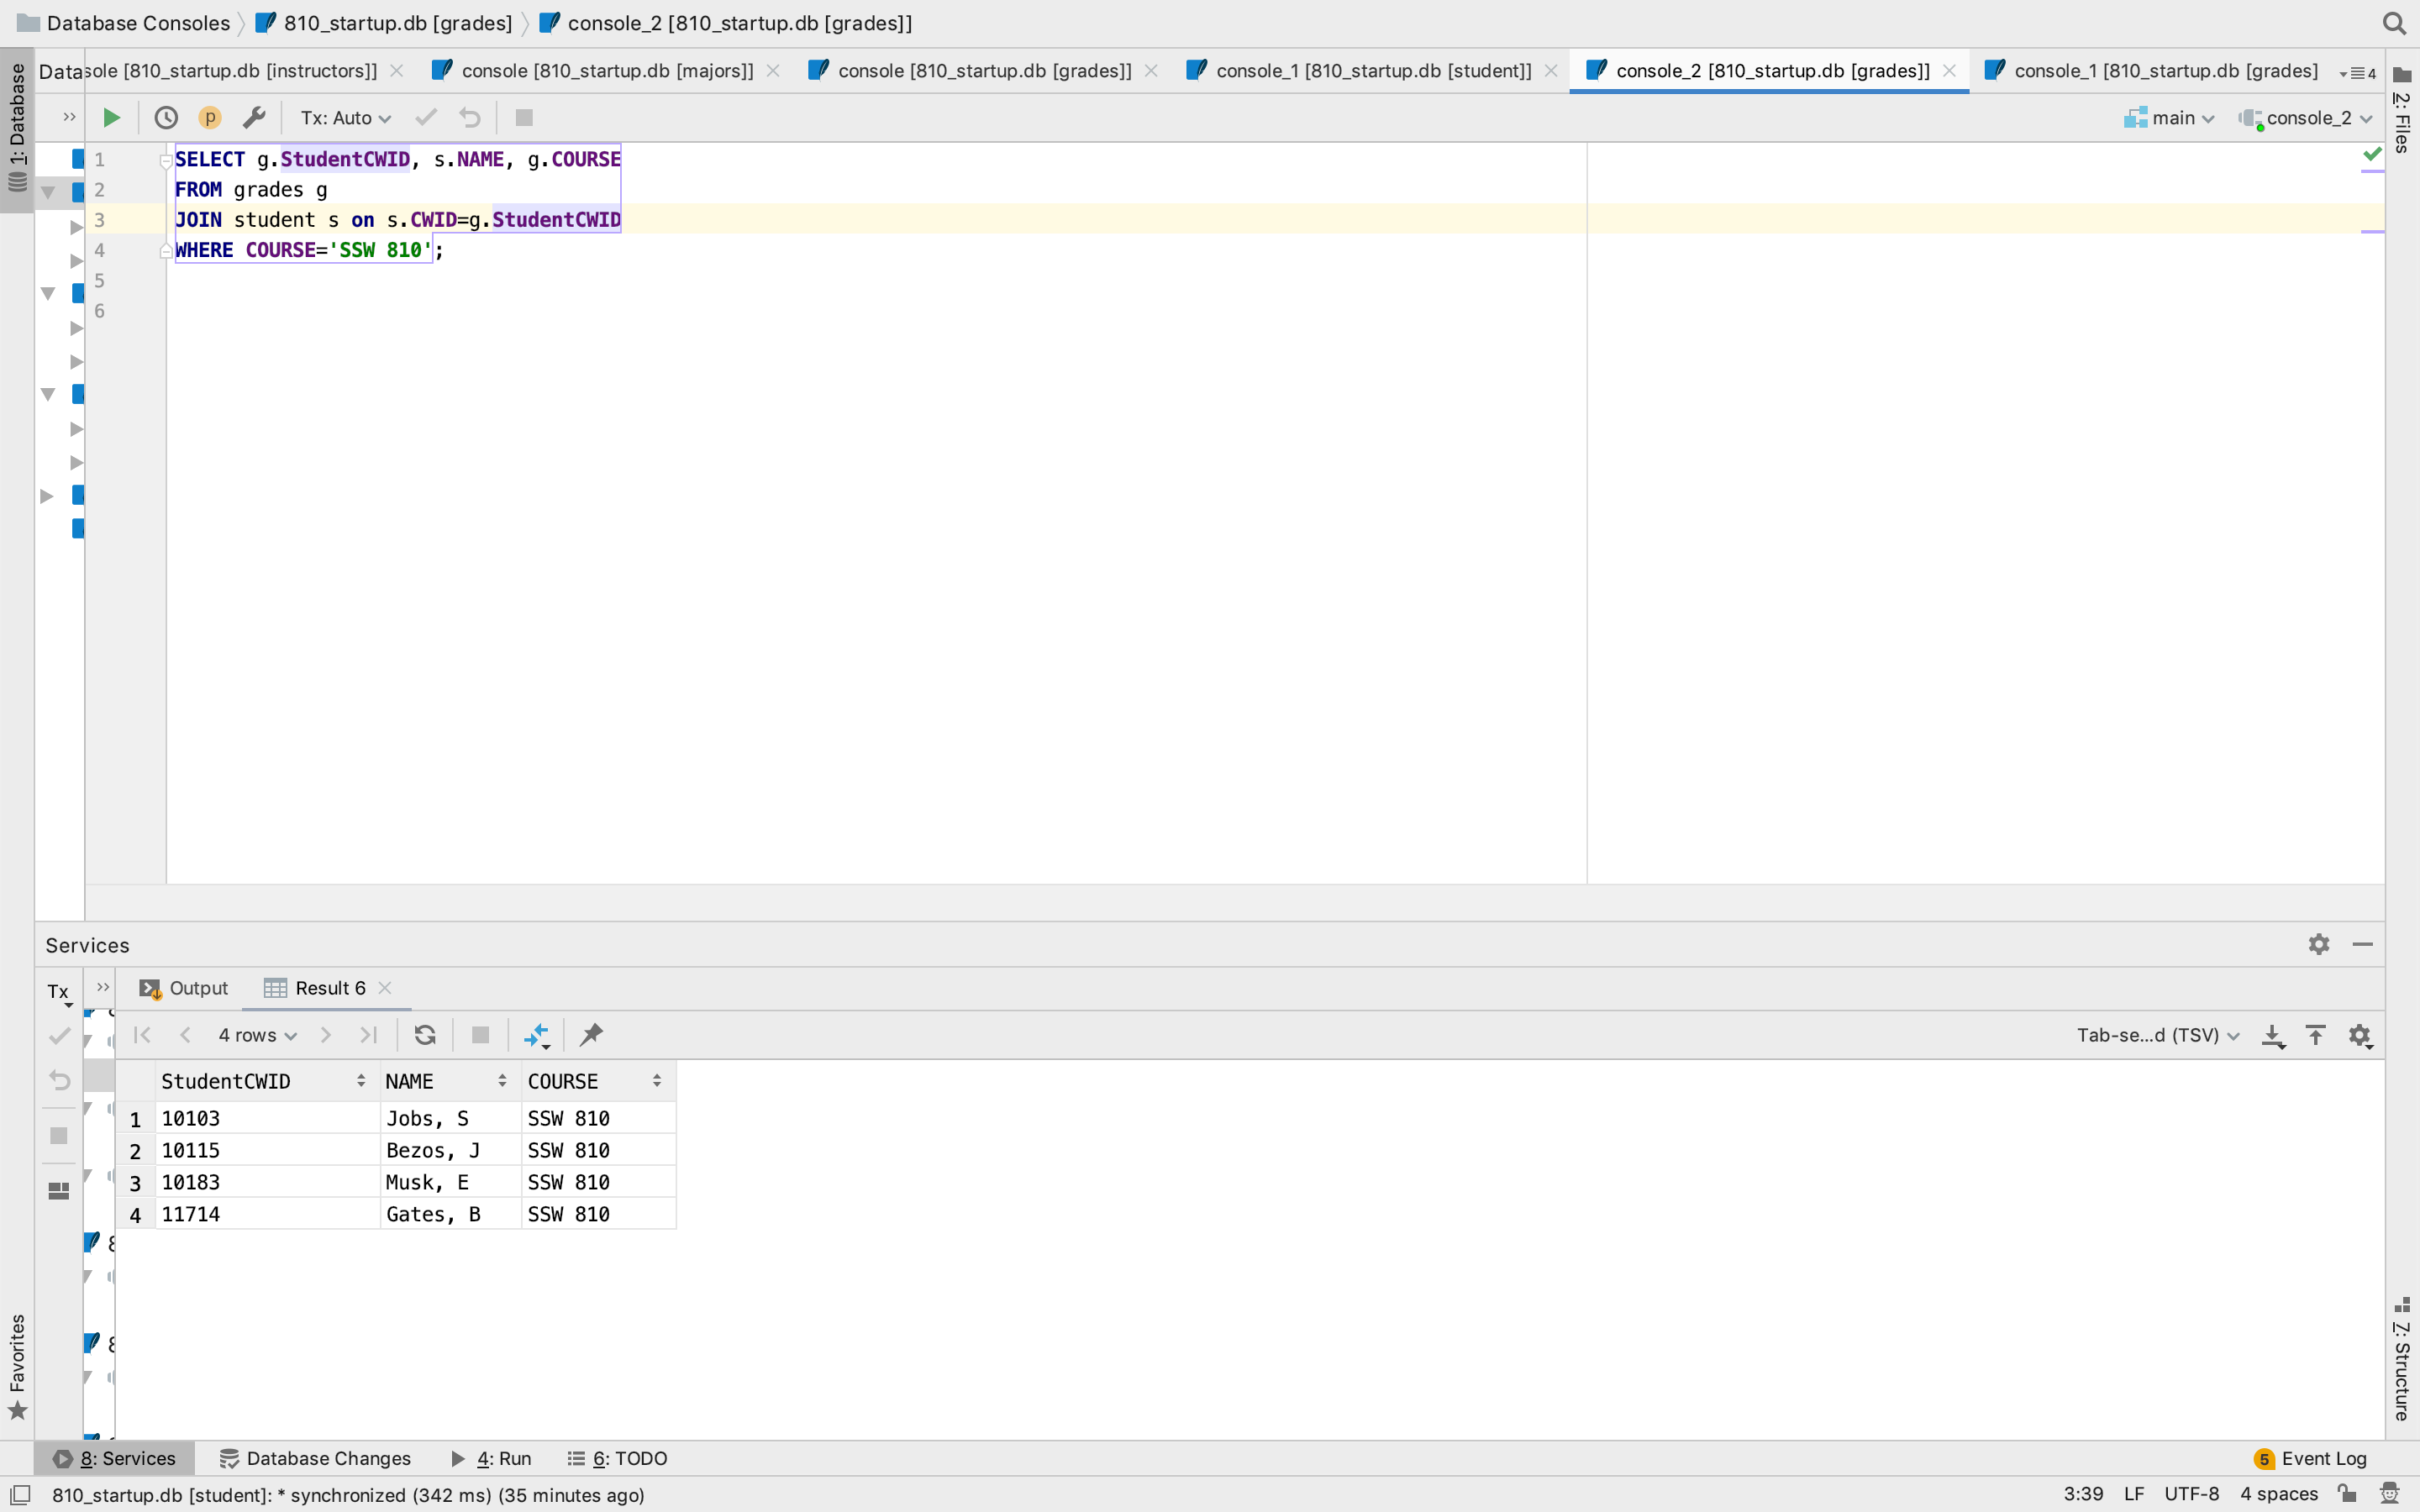 Database Consoles 810_startup.db [grades] console_2 [810_startup.db [grades]]
Data sole [810_startup.db [instructors]] console [810_startup.db [majors]] console [810_startup.db [grades]] console_1 [810_startup.db [student]] console_2 [810_startup.db [grades]] console_1 [810_startup.db [grades] 4
1: Database
2: Files
Tx: Auto main console_2
1 SELECT g.StudentCWID, s.NAME, g.COURSE
2 FROM grades g
3 JOIN student s on s.CWID=g.StudentCWID
4 WHERE COURSE='SSW 810';
5
6
Services
Tx Output Result 6
4 rows Tab-se...d (TSV)
StudentCWID NAME COURSE
1 10103 Jobs, S SSW 810
2 10115 Bezos, J SSW 810
3 10183 Musk, E SSW 810
4 11714 Gates, B SSW 810
Favorites
7: Structure
8: Services Database Changes 4: Run 6: TODO 5 Event Log
810_startup.db [student]: * synchronized (342 ms) (35 minutes ago) 3:39 LF UTF-8 4 spaces